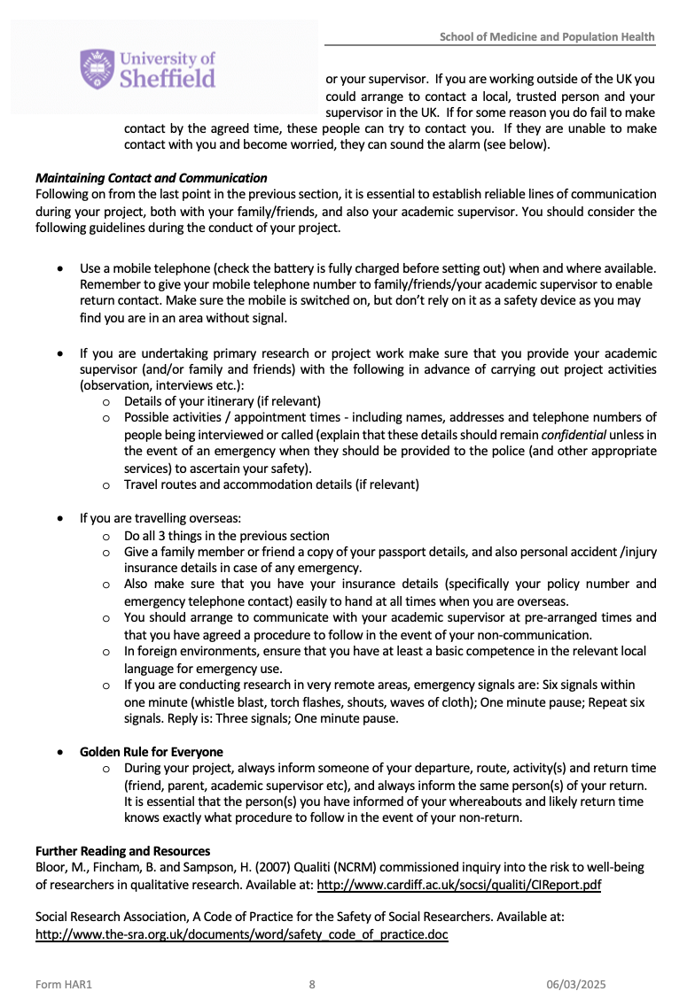 School of Medicine and Population Health
University of
Sheffield
or your supervisor. If you are working outside of the UK you
could arrange to contact a local, trusted person and your
supervisor in the UK. If for some reason you do fail to make
contact by the agreed time, these people can try to contact you. If they are unable to make
contact with you and become worried, they can sound the alarm (see below).
Maintaining Contact and Communication
Following on from the last point in the previous section, it is essential to establish reliable lines of communication
during your project, both with your family/friends, and also your academic supervisor. You should consider the
following guidelines during the conduct of your project.
• Use a mobile telephone (check the battery is fully charged before setting out) when and where available.
Remember to give your mobile telephone number to family/friends/your academic supervisor to enable
return contact. Make sure the mobile is switched on, but don't rely on it as a safety device as you may
find you are in an area without signal.
• If you are undertaking primary research or project work make sure that you provide your academic
supervisor (and/or family and friends) with the following in advance of carrying out project activities
(observation, interviews etc.):
o Details of your itinerary (if relevant)
o Possible activities / appointment times - including names, addresses and telephone numbers of
people being interviewed or called (explain that these details should remain confidential unless in
the event of an emergency when they should be provided to the police (and other appropriate
services) to ascertain your safety).
o Travel routes and accommodation details (if relevant)
• If you are travelling overseas:
o Do all 3 things in the previous section
o Give a family member or friend a copy of your passport details, and also personal accident /injury
insurance details in case of any emergency.
o Also make sure that you have your insurance details (specifically your policy number and
emergency telephone contact) easily to hand at all times when you are overseas.
o You should arrange to communicate with your academic supervisor at pre-arranged times and
that you have agreed a procedure to follow in the event of your non-communication.
o In foreign environments, ensure that you have at least a basic competence in the relevant local
language for emergency use.
o If you are conducting research in very remote areas, emergency signals are: Six signals within
one minute (whistle blast, torch flashes, shouts, waves of cloth); One minute pause; Repeat six
signals. Reply is: Three signals; One minute pause.
• Golden Rule for Everyone
o During your project, always inform someone of your departure, route, activity(s) and return time
(friend, parent, academic supervisor etc), and always inform the same person(s) of your return.
It is essential that the person(s) you have informed of your whereabouts and likely return time
knows exactly what procedure to follow in the event of your non-return.
Further Reading and Resources
Bloor, M., Fincham, B. and Sampson, H. (2007) Qualiti (NCRM) commissioned inquiry into the risk to well-being
of researchers in qualitative research. Available at: http://www.cardiff.ac.uk/socsi/qualiti/CIReport.pdf
Social Research Association, A Code of Practice for the Safety of Social Researchers. Available at:
http://www.the-sra.org.uk/documents/word/safety_code_of_practice.doc
Form HAR1 8 06/03/2025